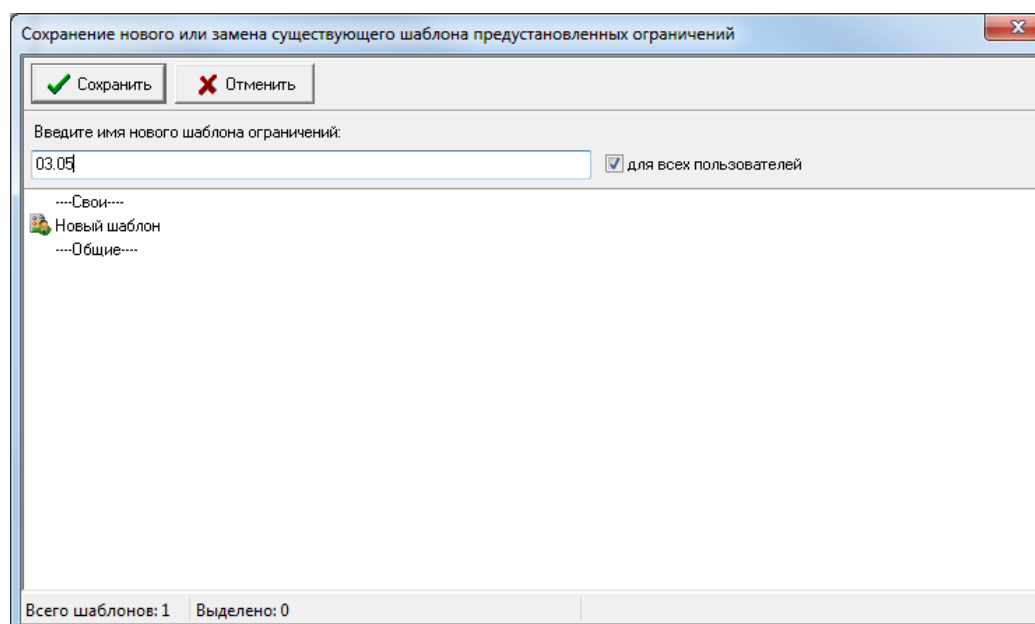 Сохранение нового или замена существующего шаблона предустановленных ограничений
Сохранить Отменить
Введите имя нового шаблона ограничений:
03.05 для всех пользователей
----Свои----
Новый шаблон
----Общие----
Всего шаблонов: 1 Выделено: 0